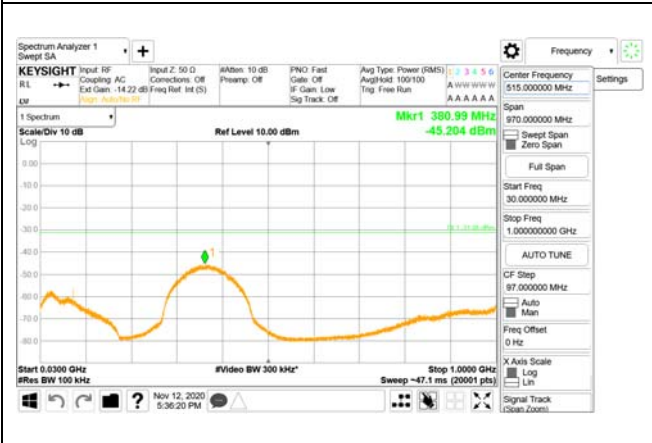 Spectrum Analyzer 1
Swept SA
+
Frequency
KEYSIGHT
Input: RF
Input Z: 50 Ω
#Atten: 10 dB
PNO: Fast
Avg Type: Power (RMS)
1 2 3 4 5 6
RL
Coupling: AC
Corrections: Off
Preamp: Off
Gate: Off
Avg|Hold: 100/100
A W W W W W
Ext Gain: -14.22 dB
Freq Ref: Int (S)
IF Gain: Low
Trig: Free Run
Align: Auto/No RF
Sig Track: Off
A A A A A A
1 Spectrum
Mkr1 380.99 MHz
Scale/Div 10 dB
Ref Level 10.00 dBm
-45.204 dBm
Log
0.00
-10.0
-20.0
-30.0
-40.0
-50.0
-60.0
-70.0
-80.0
1
Start 0.0300 GHz
#Video BW 300 kHz*
Stop 1.0000 GHz
#Res BW 100 kHz
Sweep ~47.1 ms (20001 pts)
?
Nov 12, 2020
5:36:20 PM
Center Frequency
515.000000 MHz
Settings
Span
970.000000 MHz
Swept Span
Zero Span
Full Span
Start Freq
30.000000 MHz
Stop Freq
1.000000000 GHz
AUTO TUNE
CF Step
97.000000 MHz
Auto
Man
Freq Offset
0 Hz
X Axis Scale
Log
Lin
Signal Track
(Span Zoom)